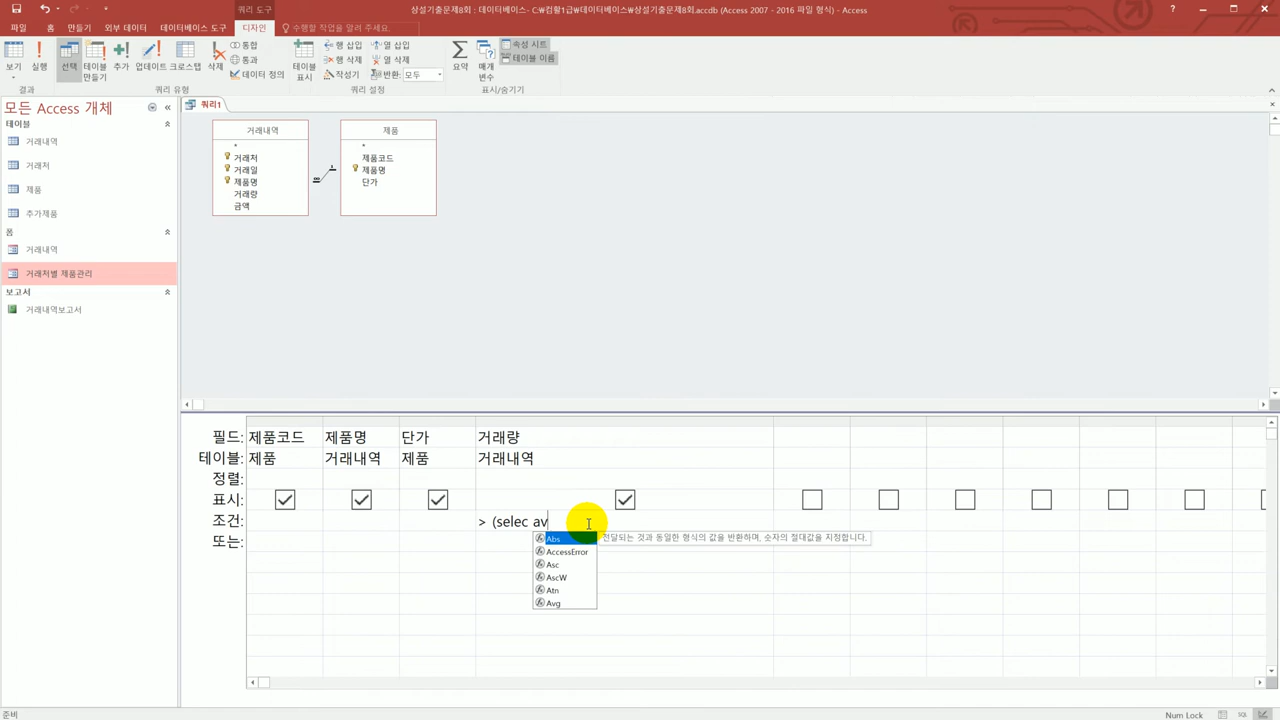 쿼리 도구
상설기출문제8회 : 데이터베이스- C:₩컴활1급₩데이터베이스₩상설기출문제8회.accdb (Access 2007 - 2016 파일 형식) - Access
파일 홈 만들기 외부 데이터 데이터베이스 도구 디자인 수행할 작업을 알려 주세요.
보기 실행 선택 테이블 만들기 추가 업데이트 크로스탭 삭제 통합 통과 데이터 정의 테이블 표시 행 삽입 행 삭제 작성기 열 삽입 열 삭제 반환: 모두 요약 매개 변수 속성 시트 테이블 이름
결과 쿼리 유형 쿼리 설정 표시/숨기기
모든 Access 개체 «
쿼리1
테이블
거래내역
거래처
제품
추가제품
폼
거래내역
거래처별 제품관리
보고서
거래내역보고서
거래내역
*
거래처
거래일
제품명
거래량
금액
제품
*
제품코드
제품명
단가
∞ 1
필드: 제품코드 제품명 단가 거래량
테이블: 제품 거래내역 제품 거래내역
정렬:
표시:
조건: > (selec av
또는:
Abs 전달되는 것과 동일한 형식의 값을 반환하며, 숫자의 절대값을 지정합니다.
AccessError
Asc
AscW
Atn
Avg
준비 Num Lock SQL